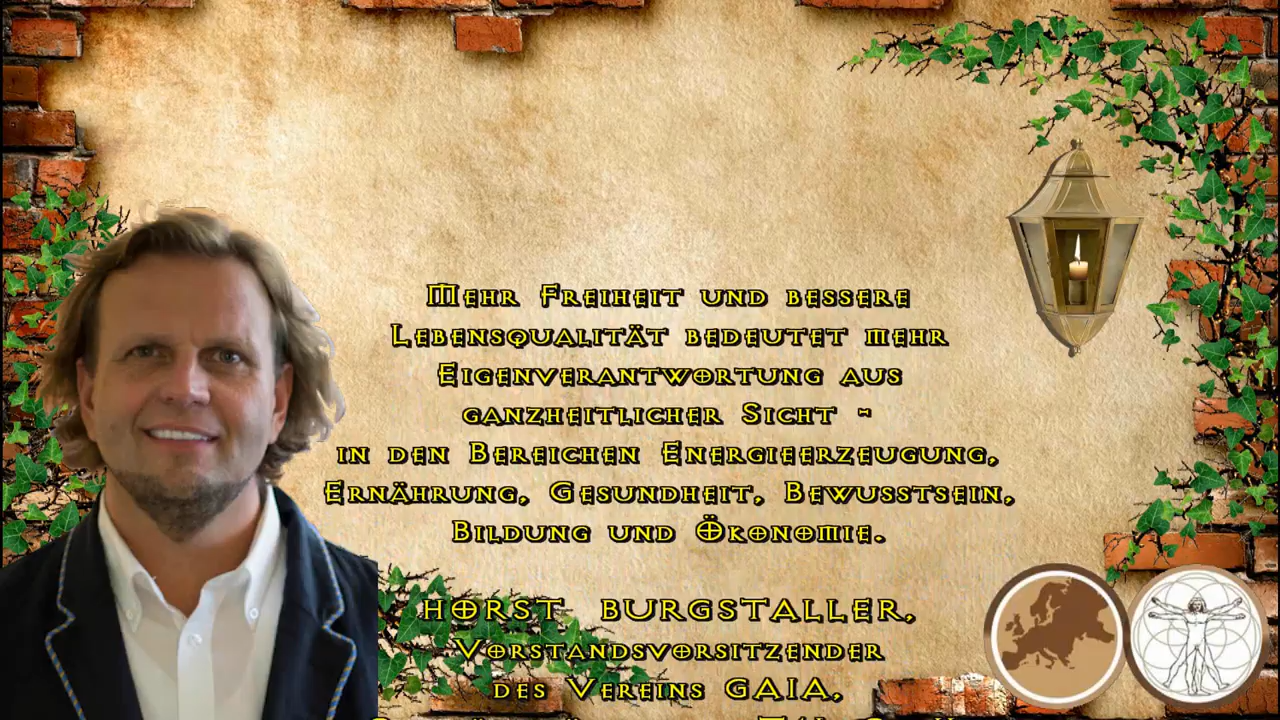 Mehr Freiheit und bessere
Lebensqualität bedeutet mehr
Eigenverantwortung aus
ganzheitlicher Sicht -
in den Bereichen Energieerzeugung,
Ernährung, Gesundheit, Bewusstsein,
Bildung und Ökonomie.
HORST BURGSTALLER,
Vorstandsvorsitzender
des Vereins GAIA,